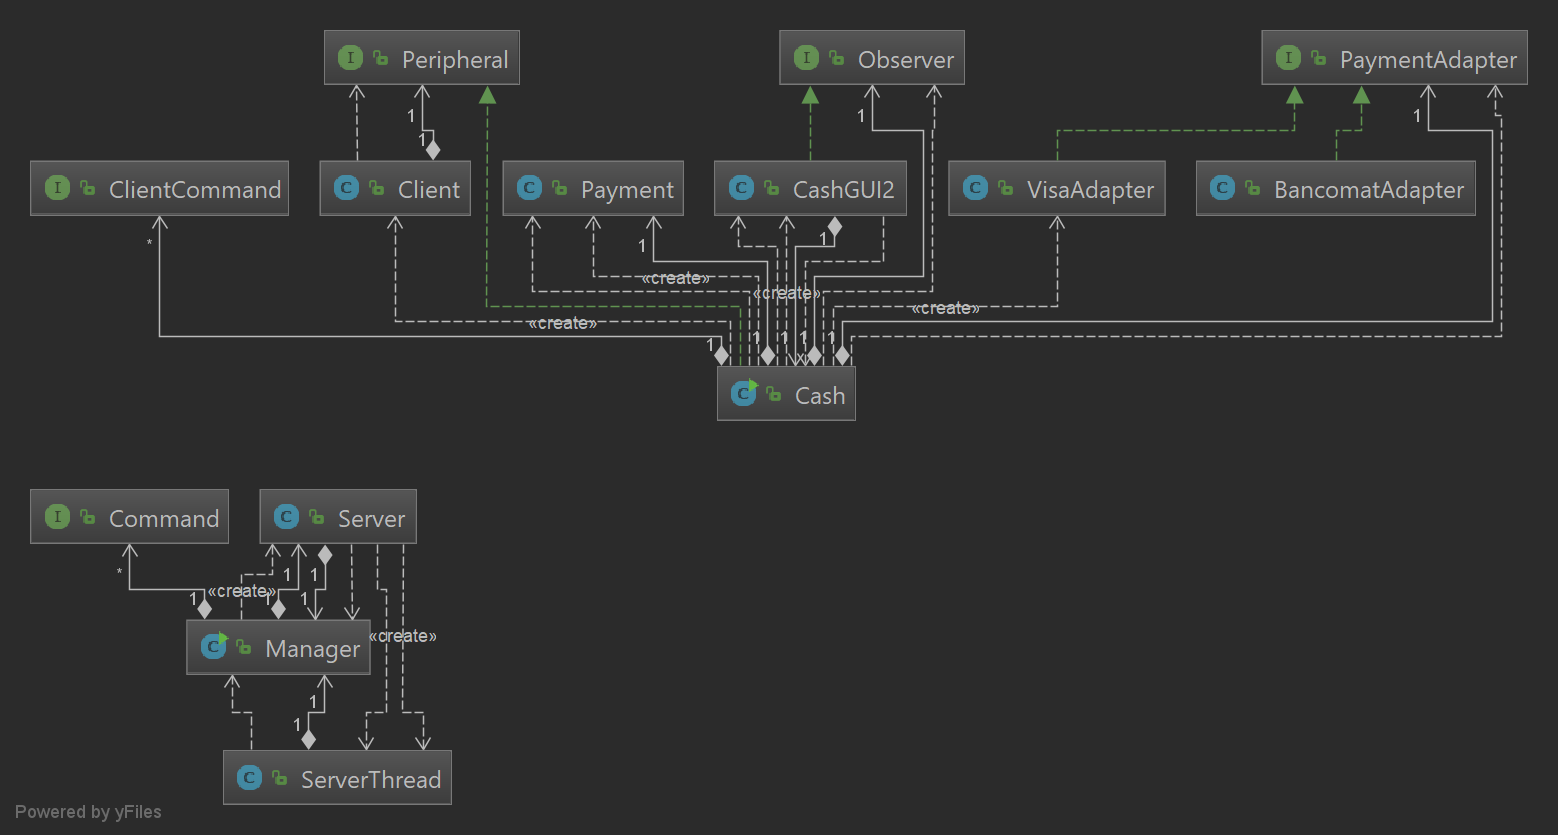 I Peripheral
I Observer
I PaymentAdapter
1
1
1
1
I ClientCommand
C Client
C Payment
C CashGUI2
C VisaAdapter
C BancomatAdapter
*
1
1
«create»
«create»
«create»
«create»
1
1
1
1
1
C Cash
I Command
C Server
*
1
1
1
«create»
1
1
«create»
C Manager
1
1
C ServerThread
Powered by yFiles